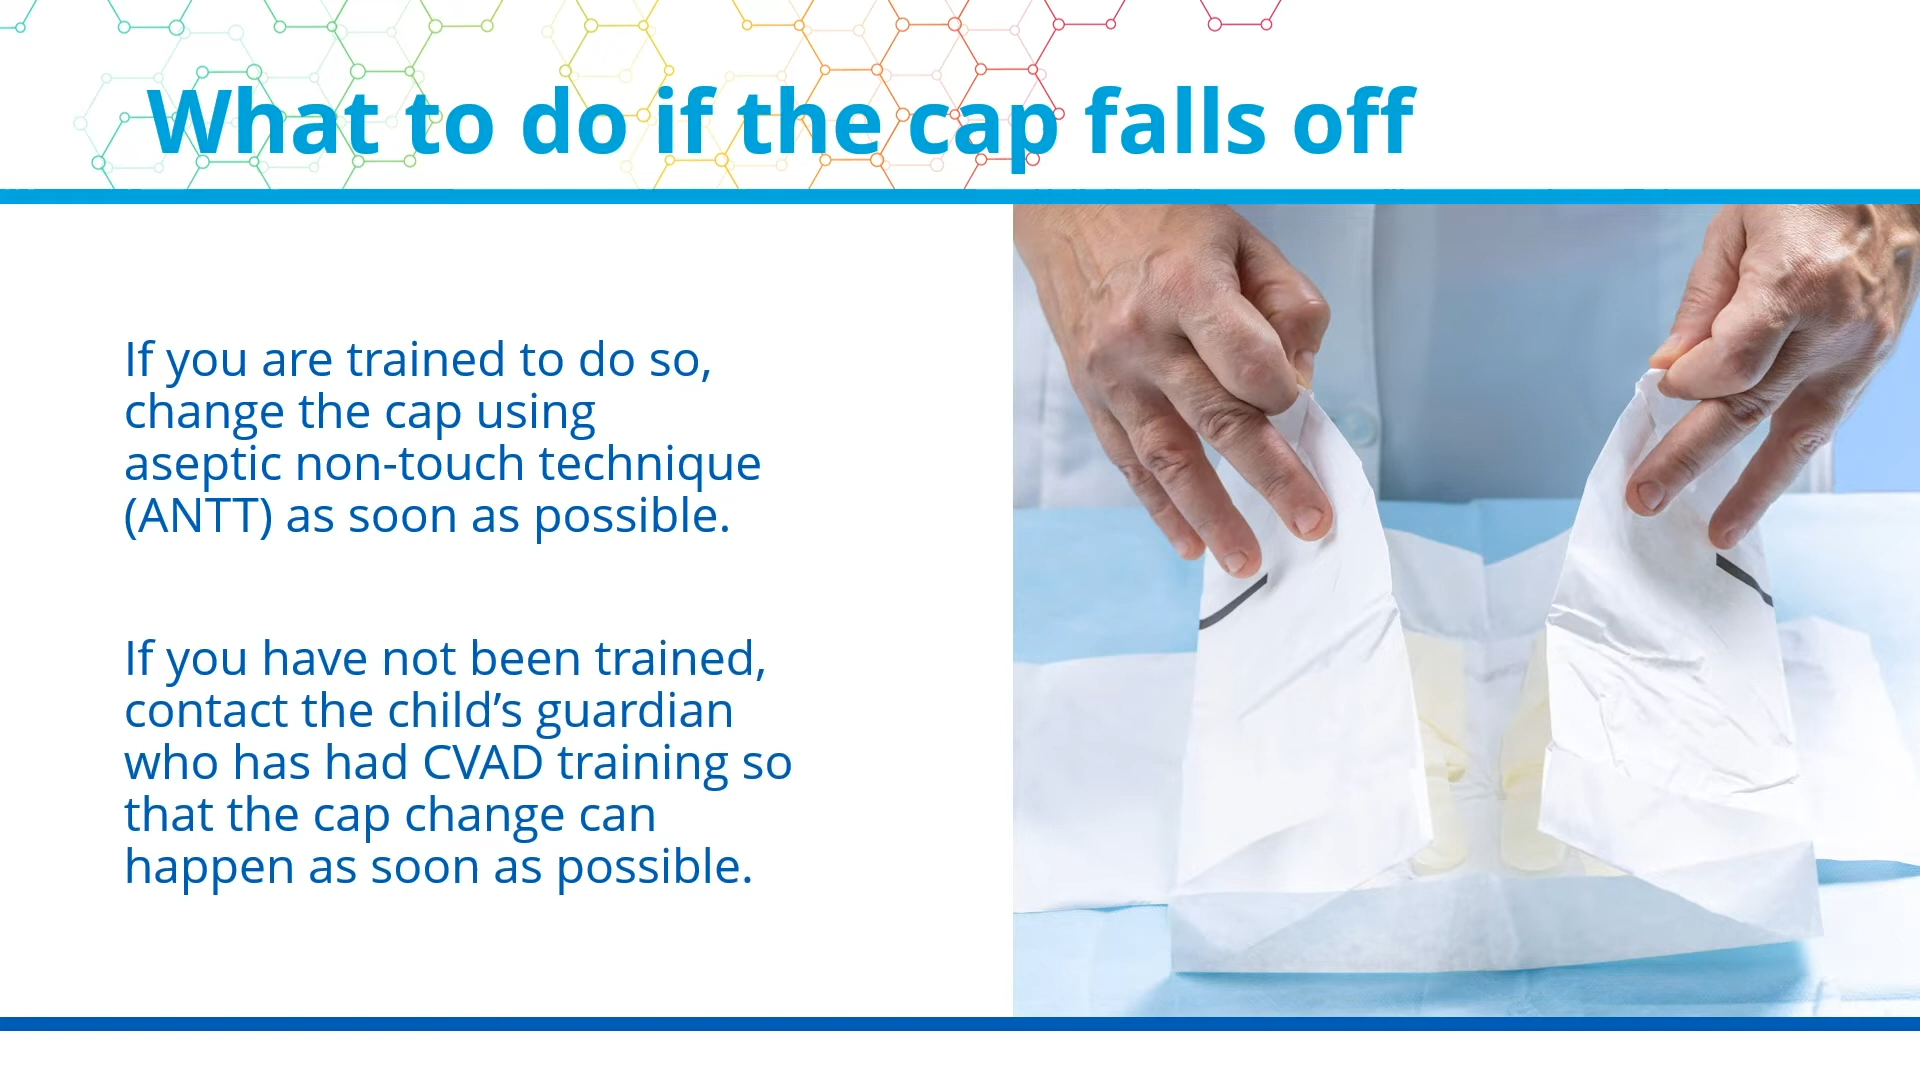 What to do if the cap falls off
If you are trained to do so,
change the cap using
aseptic non-touch technique
(ANTT) as soon as possible.
If you have not been trained,
contact the child’s guardian
who has had CVAD training so
that the cap change can
happen as soon as possible.